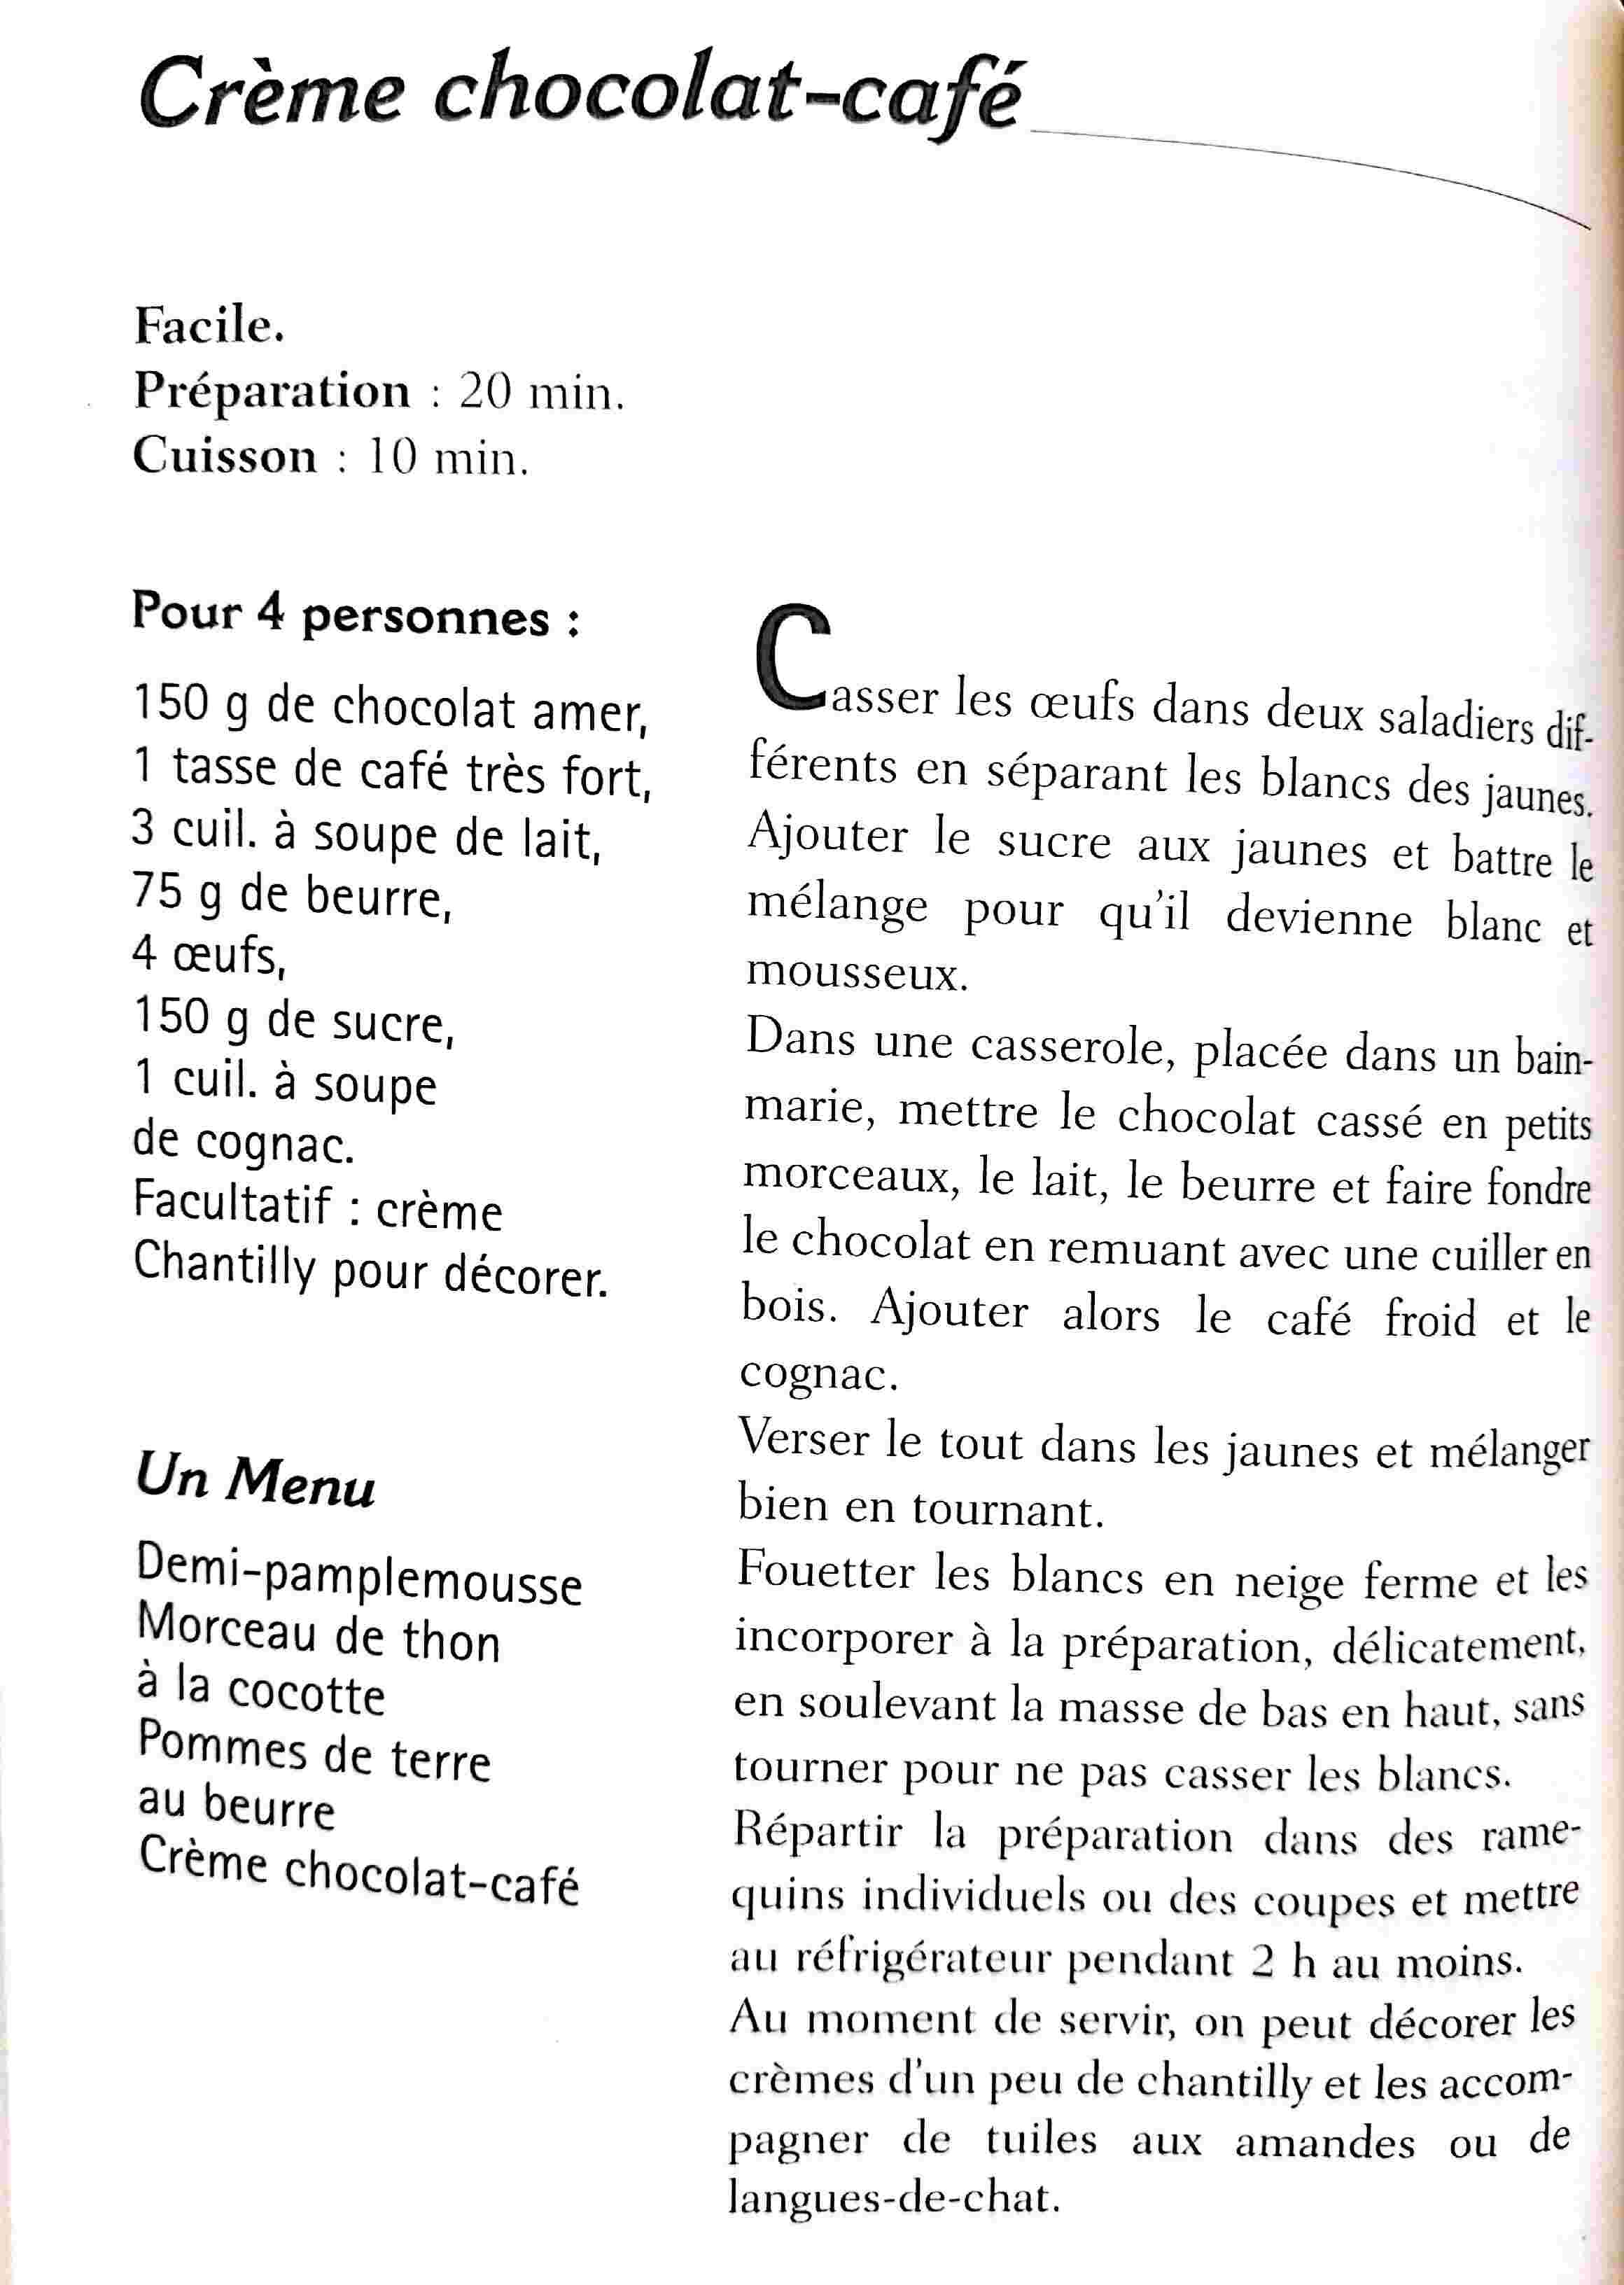 Crème chocolat-café
Facile.
Préparation : 20 min.
Cuisson : 10 min.
Pour 4 personnes :
150 g de chocolat amer,
1 tasse de café très fort,
3 cuil. à soupe de lait,
75 g de beurre,
4 œufs,
150 g de sucre,
1 cuil. à soupe
de cognac.
Facultatif : crème
Chantilly pour décorer.
Un Menu
Demi-pamplemousse
Morceau de thon
à la cocotte
Pommes de terre
au beurre
Crème chocolat-café
Casser les œufs dans deux saladiers dif-
férents en séparant les blancs des jaunes.
Ajouter le sucre aux jaunes et battre le
mélange pour qu'il devienne blanc et
mousseux.
Dans une casserole, placée dans un bain-
marie, mettre le chocolat cassé en petits
morceaux, le lait, le beurre et faire fondre
le chocolat en remuant avec une cuiller en
bois. Ajouter alors le café froid et le
cognac.
Verser le tout dans les jaunes et mélanger
bien en tournant.
Fouetter les blancs en neige ferme et les
incorporer à la préparation, délicatement,
en soulevant la masse de bas en haut, sans
tourner pour ne pas casser les blancs.
Répartir la préparation dans des rame-
quins individuels ou des coupes et mettre
au réfrigérateur pendant 2 h au moins.
Au moment de servir, on peut décorer les
crèmes d'un peu de chantilly et les accom-
pagner de tuiles aux amandes ou de
langues-de-chat.